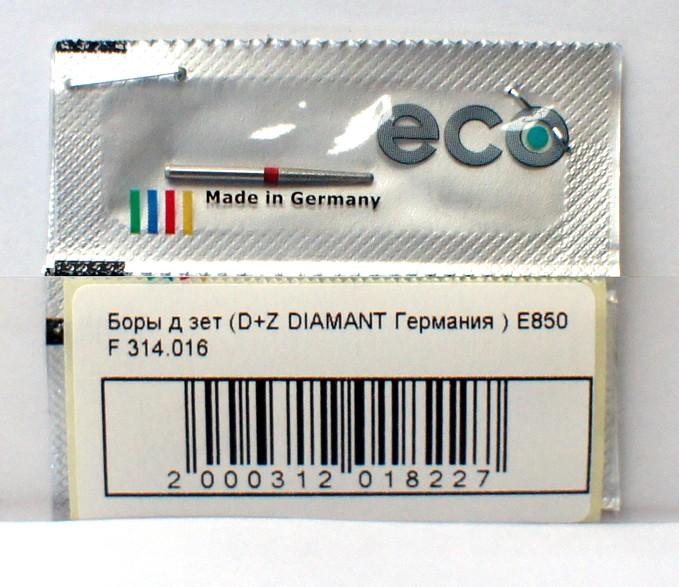 eco
Made in Germany
Боры д зет (D+Z DIAMANT Германия ) E850
F 314.016
2 000312 018227